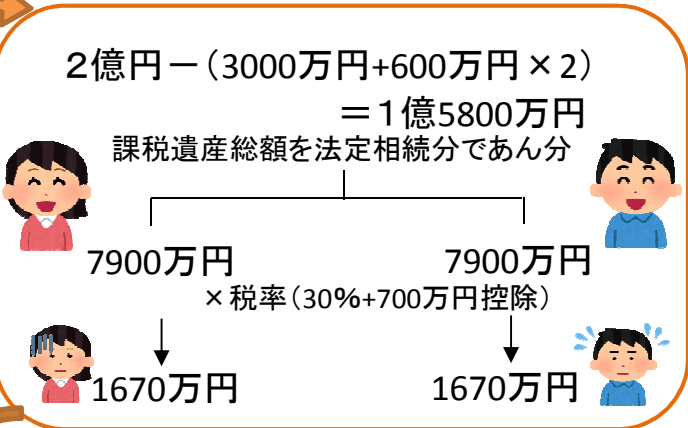 ２億円－（3000万円+600万円×２）
＝１億5800万円
課税遺産総額を法定相続分であん分
7900万円 7900万円
×税率（30%+700万円控除）
1670万円 1670万円